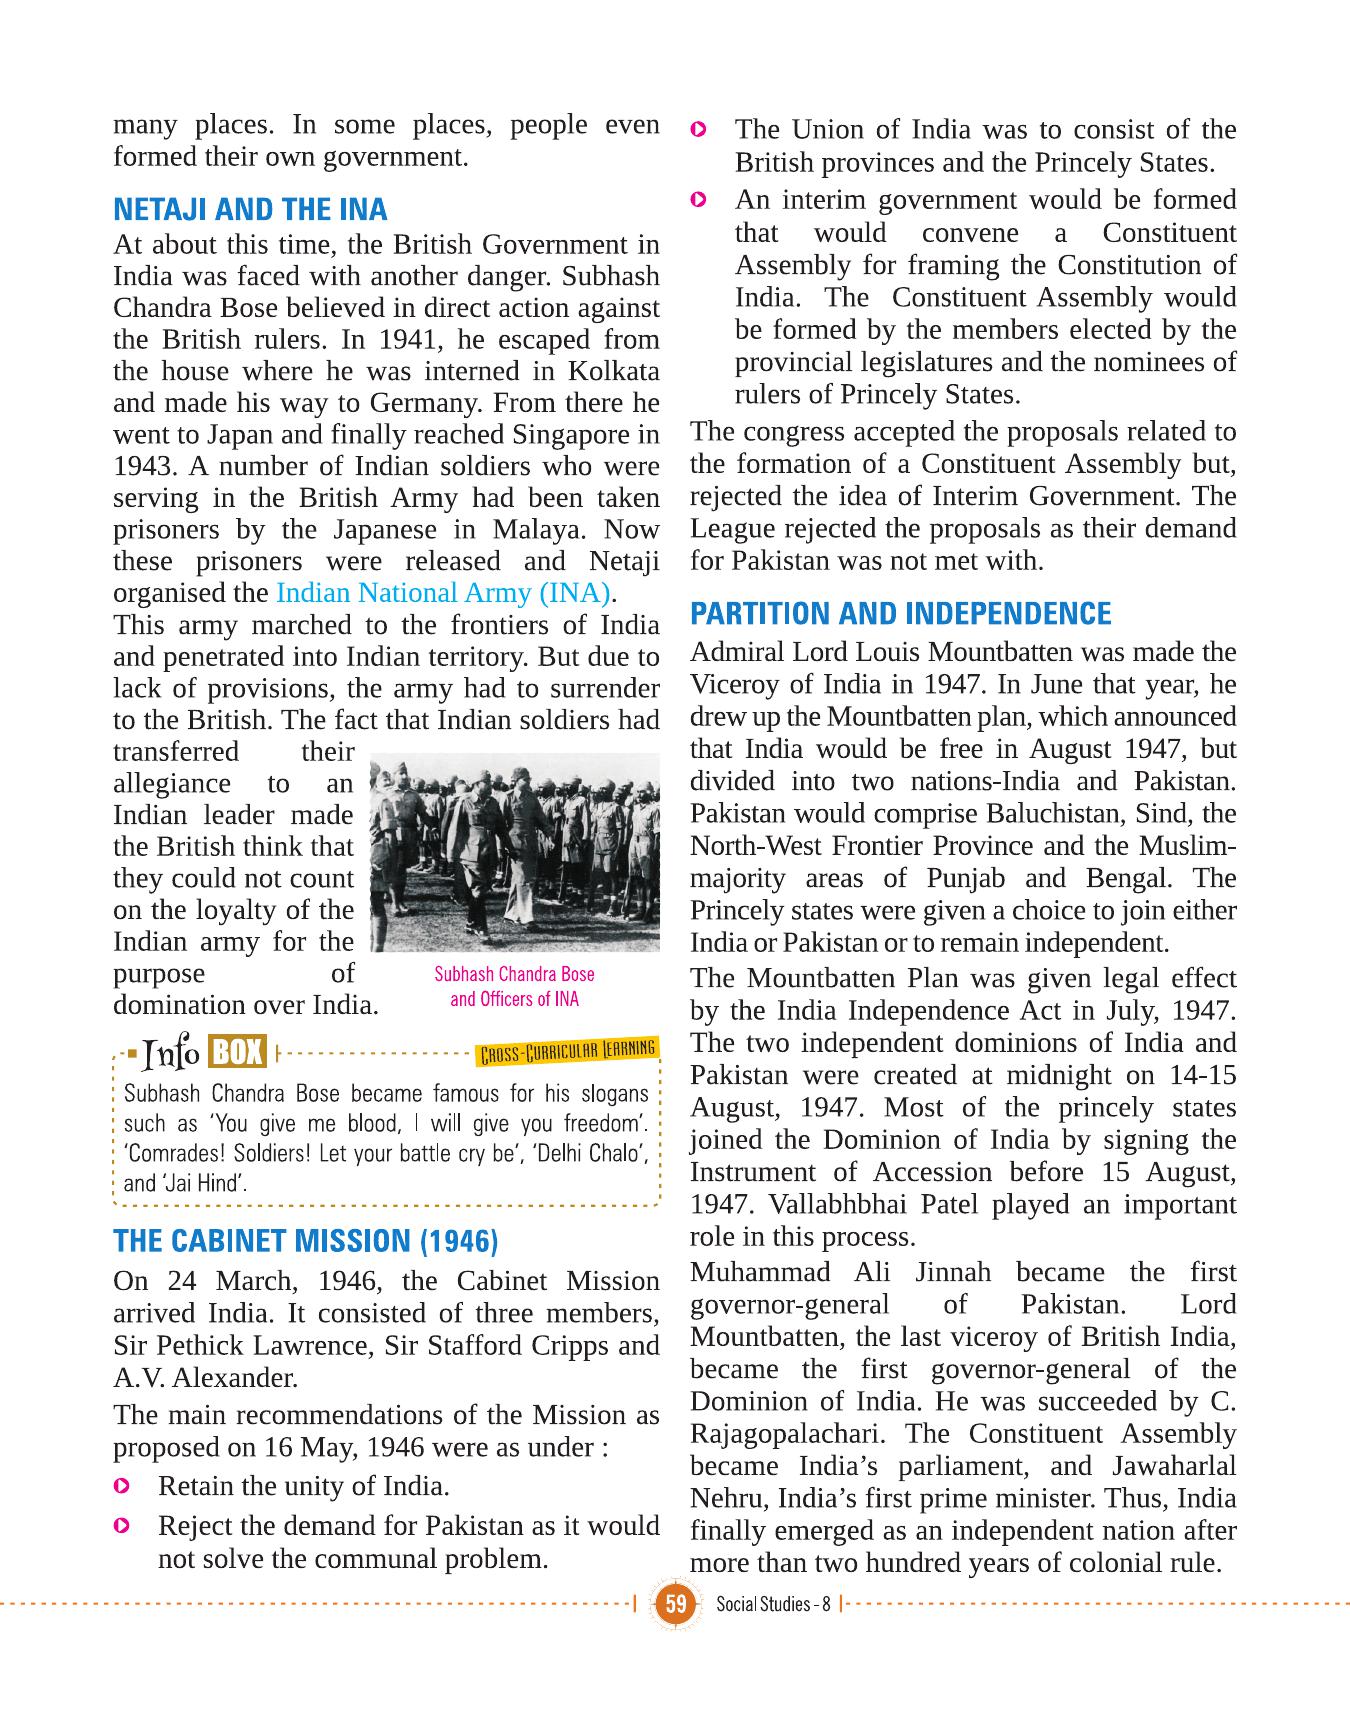 many places. In some places, people even
formed their own government.
NETAJI AND THE INA
At about this time, the British Government in
India was faced with another danger. Subhash
Chandra Bose believed in direct action against
the British rulers. In 1941, he escaped from
the house where he was interned in Kolkata
and made his way to Germany. From there he
went to Japan and finally reached Singapore in
1943. A number of Indian soldiers who were
serving in the British Army had been taken
prisoners by the Japanese in Malaya. Now
these prisoners were released and Netaji
organised the Indian National Army (INA).
This army marched to the frontiers of India
and penetrated into Indian territory. But due to
lack of provisions, the army had to surrender
to the British. The fact that Indian soldiers had
transferred their
allegiance to an
Indian leader made
the British think that
they could not count
on the loyalty of the
Indian army for the
purpose of
domination over India.
Subhash Chandra Bose
and Officers of INA
Info BOX
CROSS-CURRICULAR LEARNING
Subhash Chandra Bose became famous for his slogans
such as ‘You give me blood, I will give you freedom’.
‘Comrades! Soldiers! Let your battle cry be’, ‘Delhi Chalo’,
and ‘Jai Hind’.
THE CABINET MISSION (1946)
On 24 March, 1946, the Cabinet Mission
arrived India. It consisted of three members,
Sir Pethick Lawrence, Sir Stafford Cripps and
A.V. Alexander.
The main recommendations of the Mission as
proposed on 16 May, 1946 were as under :
Retain the unity of India.
Reject the demand for Pakistan as it would
not solve the communal problem.
The Union of India was to consist of the
British provinces and the Princely States.
An interim government would be formed
that would convene a Constituent
Assembly for framing the Constitution of
India. The Constituent Assembly would
be formed by the members elected by the
provincial legislatures and the nominees of
rulers of Princely States.
The congress accepted the proposals related to
the formation of a Constituent Assembly but,
rejected the idea of Interim Government. The
League rejected the proposals as their demand
for Pakistan was not met with.
PARTITION AND INDEPENDENCE
Admiral Lord Louis Mountbatten was made the
Viceroy of India in 1947. In June that year, he
drew up the Mountbatten plan, which announced
that India would be free in August 1947, but
divided into two nations-India and Pakistan.
Pakistan would comprise Baluchistan, Sind, the
North-West Frontier Province and the Muslim-
majority areas of Punjab and Bengal. The
Princely states were given a choice to join either
India or Pakistan or to remain independent.
The Mountbatten Plan was given legal effect
by the India Independence Act in July, 1947.
The two independent dominions of India and
Pakistan were created at midnight on 14-15
August, 1947. Most of the princely states
joined the Dominion of India by signing the
Instrument of Accession before 15 August,
1947. Vallabhbhai Patel played an important
role in this process.
Muhammad Ali Jinnah became the first
governor-general of Pakistan. Lord
Mountbatten, the last viceroy of British India,
became the first governor-general of the
Dominion of India. He was succeeded by C.
Rajagopalachari. The Constituent Assembly
became India’s parliament, and Jawaharlal
Nehru, India’s first prime minister. Thus, India
finally emerged as an independent nation after
more than two hundred years of colonial rule.
59 Social Studies - 8